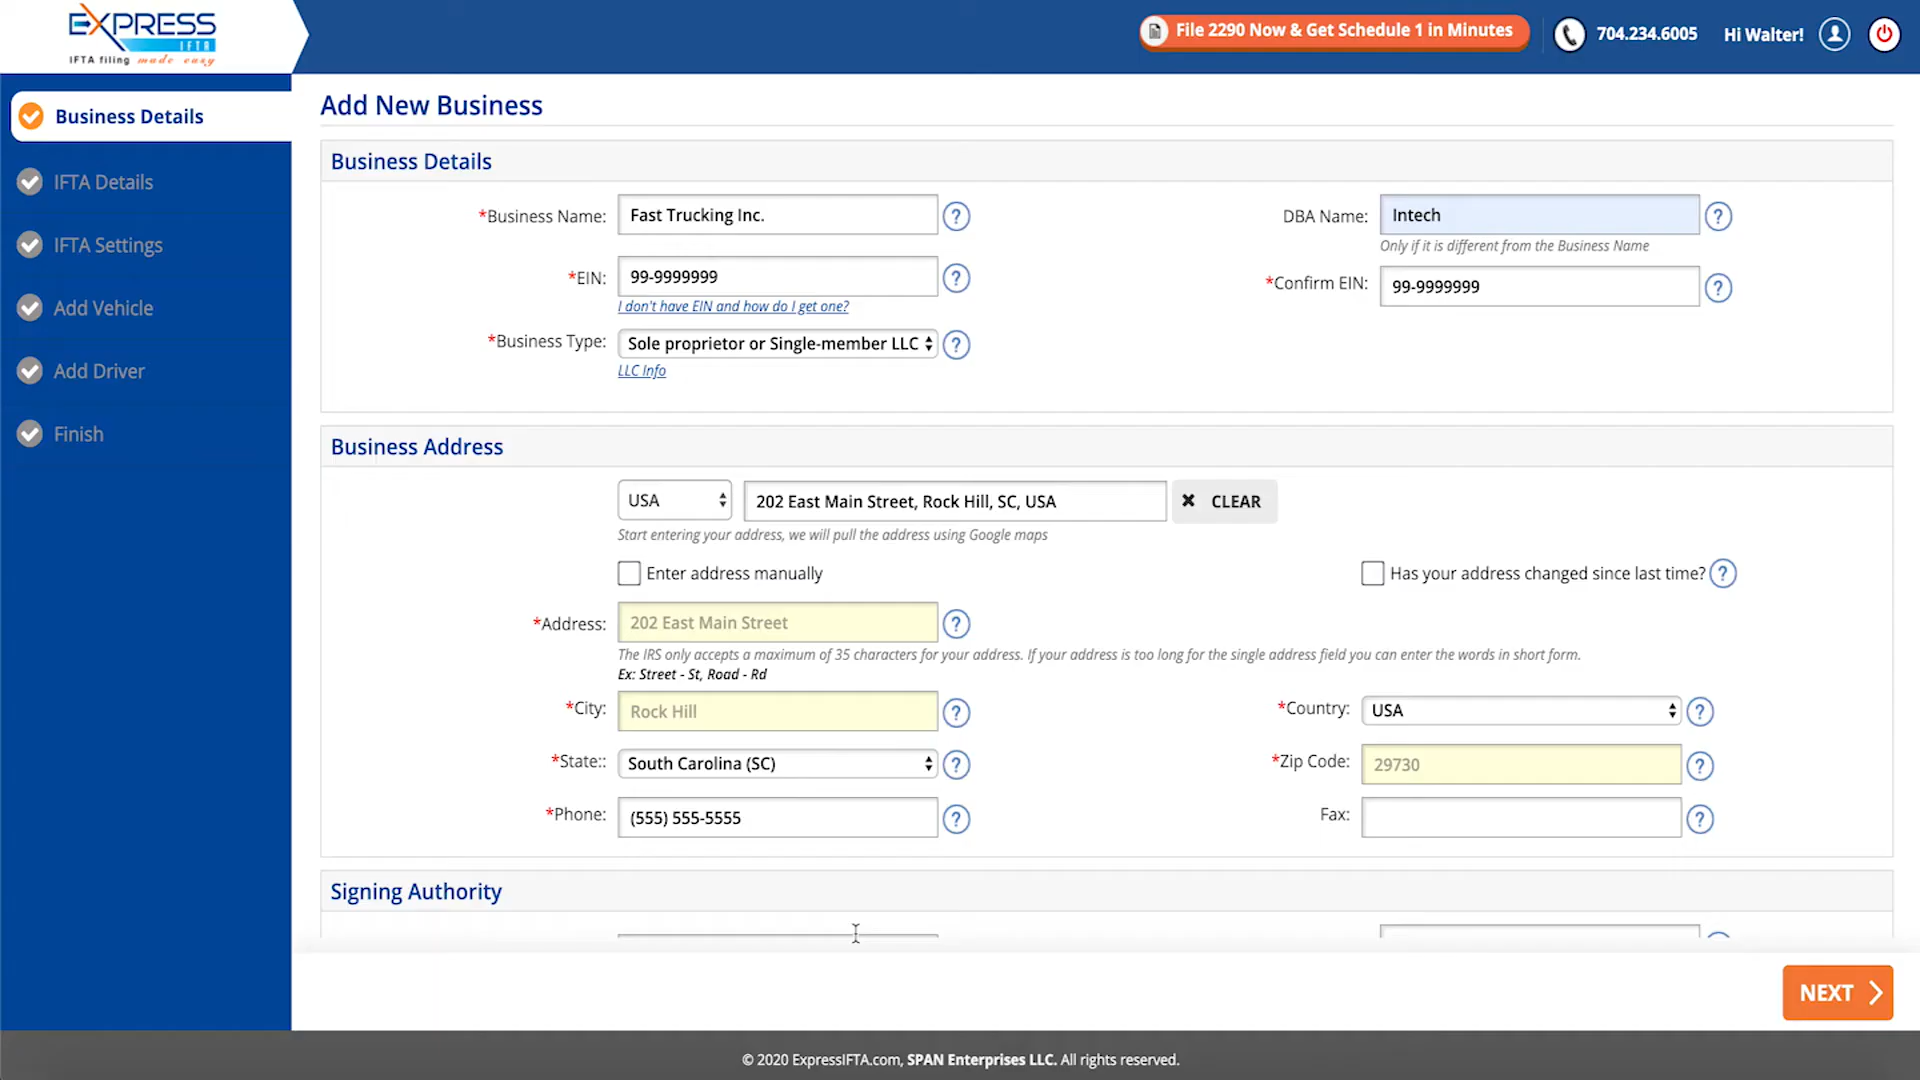 EXPRESS
IFTA
IFTA filing made easy
File 2290 Now & Get Schedule 1 in Minutes
704.234.6005
Hi Walter!
Business Details
IFTA Details
IFTA Settings
Add Vehicle
Add Driver
Finish
Add New Business
Business Details
*Business Name: Fast Trucking Inc. ?
DBA Name: Intech ?
Only if it is different from the Business Name
*EIN: 99-9999999 ?
I don't have EIN and how do I get one?
*Confirm EIN: 99-9999999 ?
*Business Type: Sole proprietor or Single-member LLC ?
LLC Info
Business Address
USA 202 East Main Street, Rock Hill, SC, USA CLEAR
Start entering your address, we will pull the address using Google maps
Enter address manually
Has your address changed since last time? ?
*Address: 202 East Main Street ?
The IRS only accepts a maximum of 35 characters for your address. If your address is too long for the single address field you can enter the words in short form.
Ex: Street - St, Road - Rd
*City: Rock Hill ?
*Country: USA ?
*State:: South Carolina (SC) ?
*Zip Code: 29730 ?
*Phone: (555) 555-5555 ?
Fax: ?
Signing Authority
NEXT
© 2020 ExpressIFTA.com, SPAN Enterprises LLC. All rights reserved.